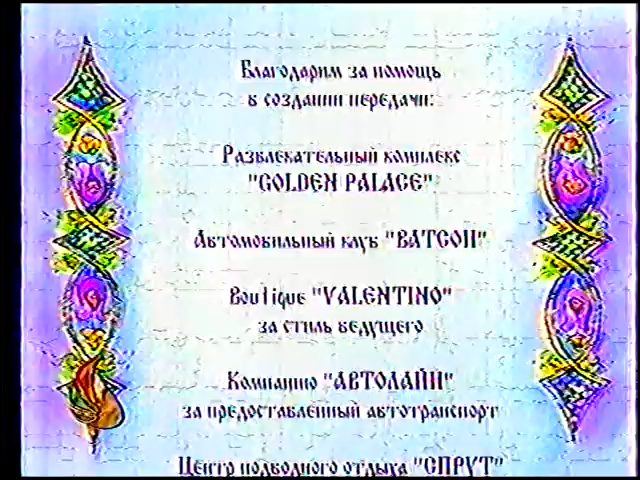 Благодарим за помощь
в создании передачи:
Развлекательный комплекс
"GOLDEN PALACE"
Автомобильный клуб "ВАТСОН"
Boutique "VALENTINO"
за стиль ведущего
Компанию "АВТОЛАЙН"
за предоставленный автотранспорт
Центр подводного отдыха "СПРУТ"